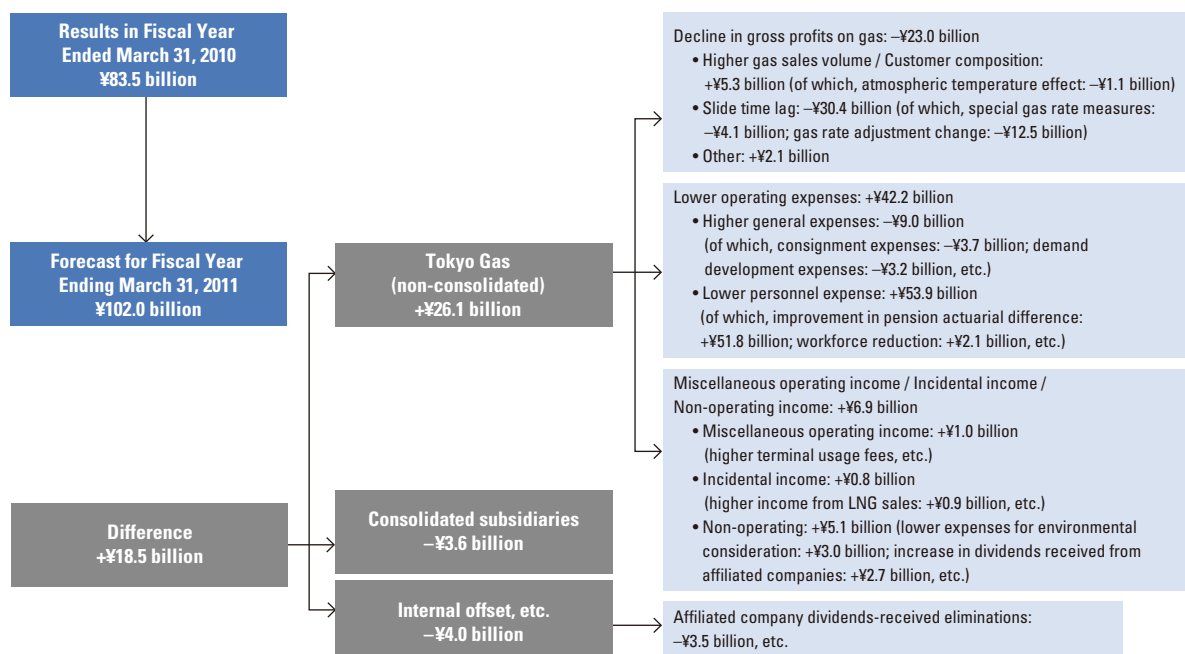 Results in Fiscal Year
Ended March 31, 2010
¥83.5 billion
Forecast for Fiscal Year
Ending March 31, 2011
¥102.0 billion
Difference
+¥18.5 billion
Tokyo Gas
(non-consolidated)
+¥26.1 billion
Consolidated subsidiaries
–¥3.6 billion
Internal offset, etc.
–¥4.0 billion
Decline in gross profits on gas: –¥23.0 billion
• Higher gas sales volume / Customer composition:
+¥5.3 billion (of which, atmospheric temperature effect: –¥1.1 billion)
• Slide time lag: –¥30.4 billion (of which, special gas rate measures:
–¥4.1 billion; gas rate adjustment change: –¥12.5 billion)
• Other: +¥2.1 billion
Lower operating expenses: +¥42.2 billion
• Higher general expenses: –¥9.0 billion
(of which, consignment expenses: –¥3.7 billion; demand
development expenses: –¥3.2 billion, etc.)
• Lower personnel expense: +¥53.9 billion
(of which, improvement in pension actuarial difference:
+¥51.8 billion; workforce reduction: +¥2.1 billion, etc.)
Miscellaneous operating income / Incidental income /
Non-operating income: +¥6.9 billion
• Miscellaneous operating income: +¥1.0 billion
(higher terminal usage fees, etc.)
• Incidental income: +¥0.8 billion
(higher income from LNG sales: +¥0.9 billion, etc.)
• Non-operating: +¥5.1 billion (lower expenses for environmental
consideration: +¥3.0 billion; increase in dividends received from
affiliated companies: +¥2.7 billion, etc.)
Affiliated company dividends-received eliminations:
–¥3.5 billion, etc.